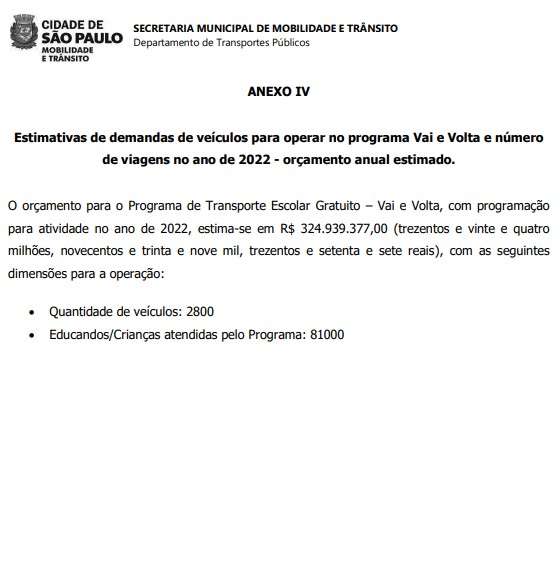 CIDADE DE
SÃO PAULO
MOBILIDADE
E TRÂNSITO
SECRETARIA MUNICIPAL DE MOBILIDADE E TRÂNSITO
Departamento de Transportes Públicos
ANEXO IV
Estimativas de demandas de veículos para operar no programa Vai e Volta e número
de viagens no ano de 2022 - orçamento anual estimado.
O orçamento para o Programa de Transporte Escolar Gratuito – Vai e Volta, com programação
para atividade no ano de 2022, estima-se em R$ 324.939.377,00 (trezentos e vinte e quatro
milhões, novecentos e trinta e nove mil, trezentos e setenta e sete reais), com as seguintes
dimensões para a operação:
• Quantidade de veículos: 2800
• Educandos/Crianças atendidas pelo Programa: 81000